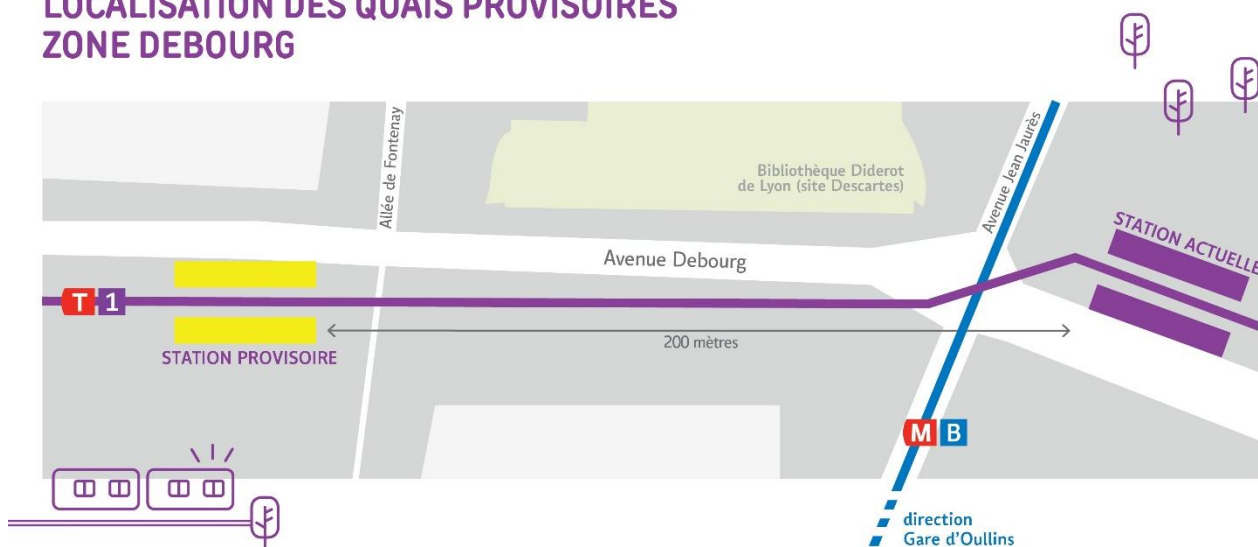 LOCALISATION DES QUAIS PROVISOIRES
ZONE DEBOURG
Allée de Fontenay
Bibliothèque Diderot
de Lyon (site Descartes)
Avenue Jean Jaurès
STATION ACTUELLE
Avenue Debourg
T 1
200 mètres
STATION PROVISOIRE
M B
direction
Gare d'Oullins